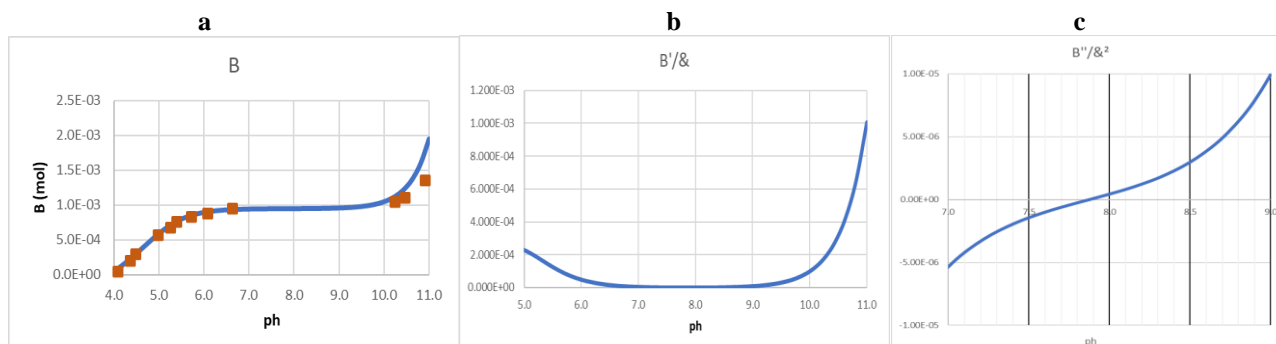 a
B
2.5E-03
2.0E-03
1.5E-03
1.0E-03
5.0E-04
0.0E+00
B (mol)
4.0 5.0 6.0 7.0 8.0 9.0 10.0 11.0
ph
b
B'/&
1.200E-03
1.000E-03
8.000E-04
6.000E-04
4.000E-04
2.000E-04
0.000E+00
5.0 6.0 7.0 8.0 9.0 10.0 11.0
ph
c
B''/&²
1.00E-05
5.00E-06
0.00E+00
-5.00E-06
-1.00E-05
7.0 7.5 8.0 8.5 9.0
ph